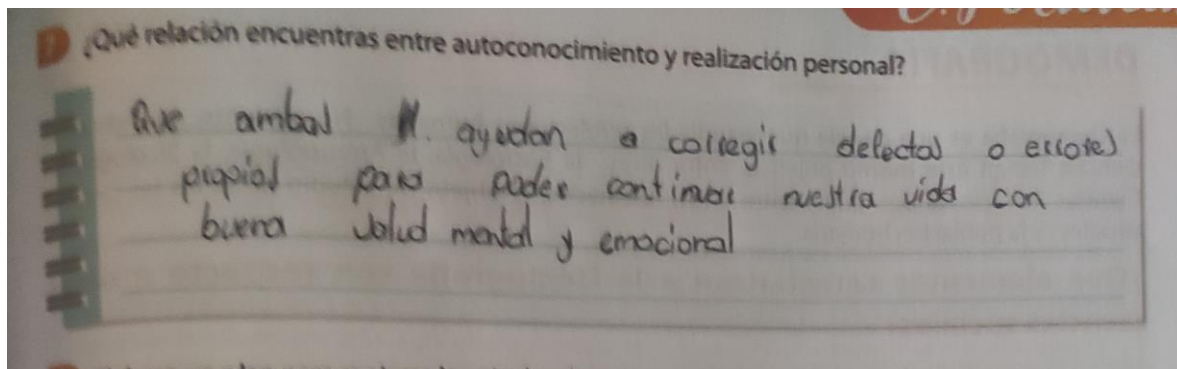 ¿Qué relación encuentras entre autoconocimiento y realización personal?
Que ambas ayudan a corregir defectos o errores
propios para poder continuar nuestra vida con
buena salud mental y emocional